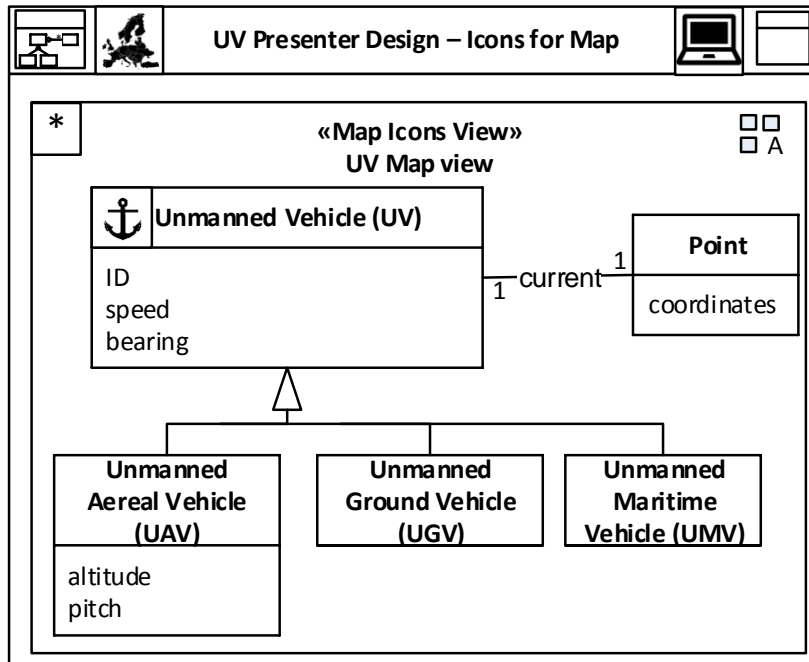 UV Presenter Design – Icons for Map
*
«Map Icons View»
UV Map view
A
Unmanned Vehicle (UV)
ID
speed
bearing
1
current
1
Point
coordinates
Unmanned
Aereal Vehicle
(UAV)
altitude
pitch
Unmanned
Ground Vehicle
(UGV)
Unmanned
Maritime
Vehicle (UMV)